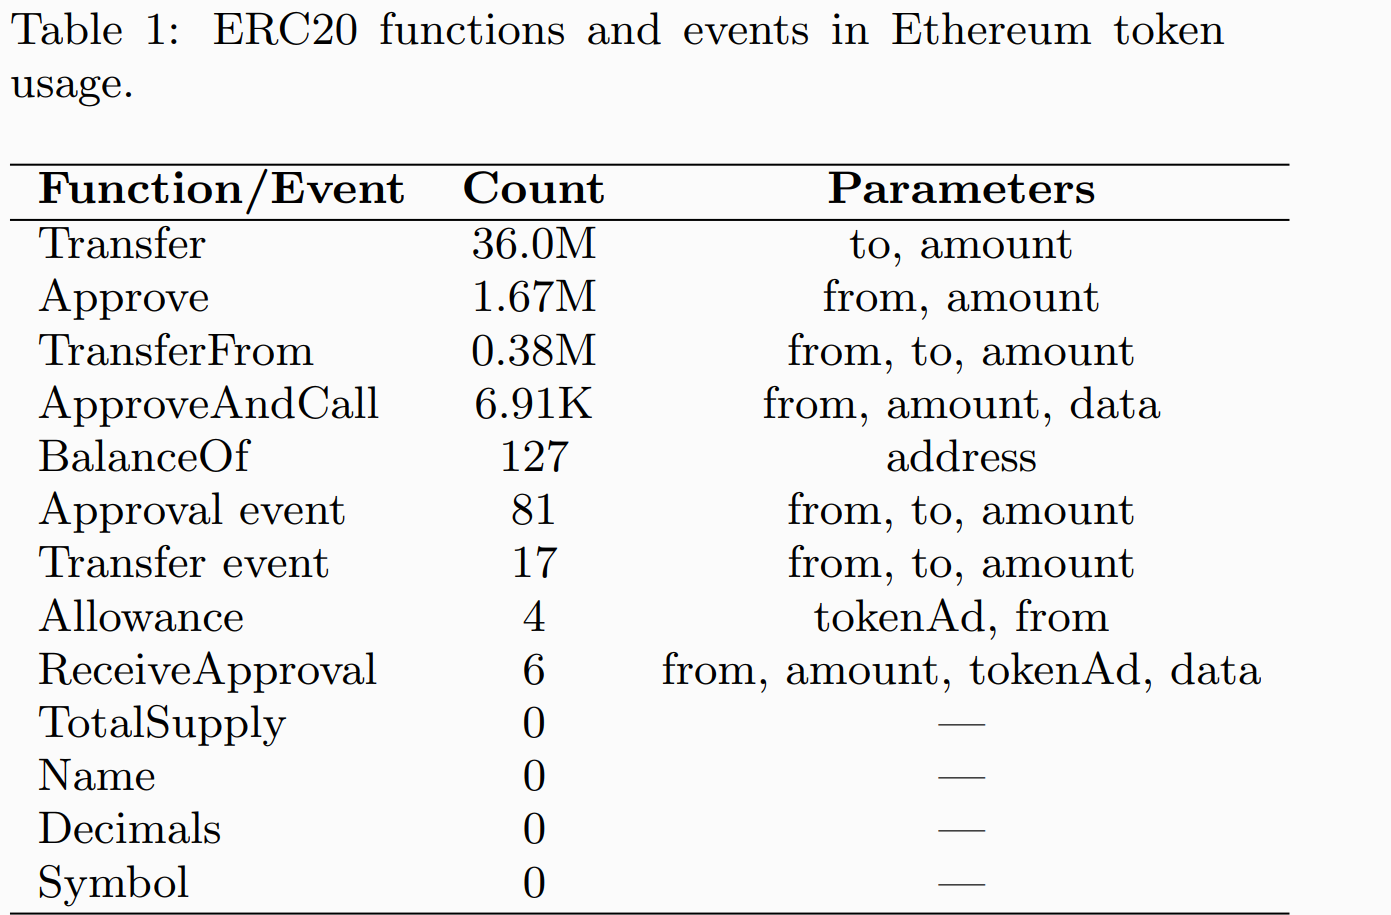 Table 1: ERC20 functions and events in Ethereum token
usage.
Function/Event Count Parameters
Transfer 36.0M to, amount
Approve 1.67M from, amount
TransferFrom 0.38M from, to, amount
ApproveAndCall 6.91K from, amount, data
BalanceOf 127 address
Approval event 81 from, to, amount
Transfer event 17 from, to, amount
Allowance 4 tokenAd, from
ReceiveApproval 6 from, amount, tokenAd, data
TotalSupply 0 —
Name 0 —
Decimals 0 —
Symbol 0 —